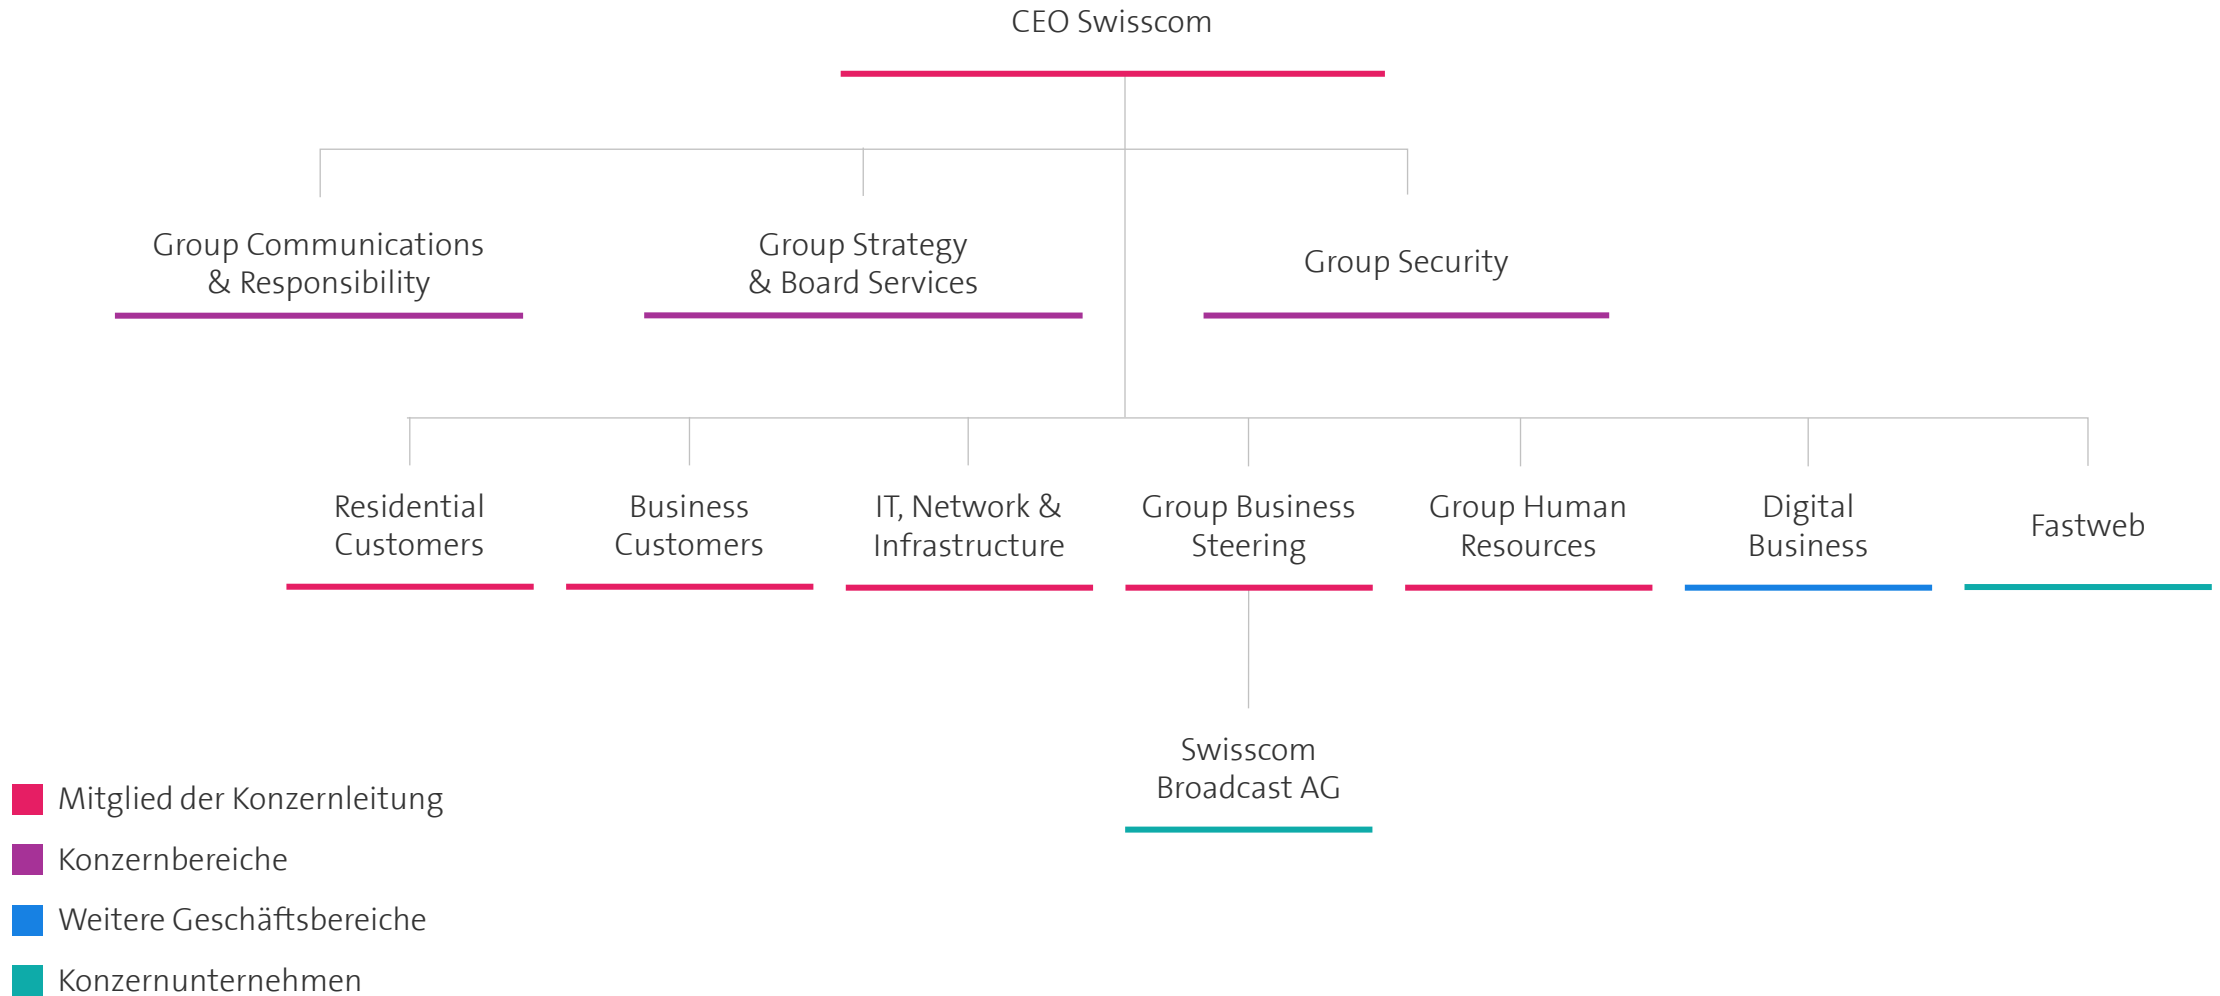 CEO Swisscom
Group Communications
& Responsibility
Group Strategy
& Board Services
Group Security
Residential
Customers
Business
Customers
IT, Network &
Infrastructure
Group Business
Steering
Group Human
Resources
Digital
Business
Fastweb
Swisscom
Broadcast AG
Mitglied der Konzernleitung
Konzernbereiche
Weitere Geschäftsbereiche
Konzernunternehmen